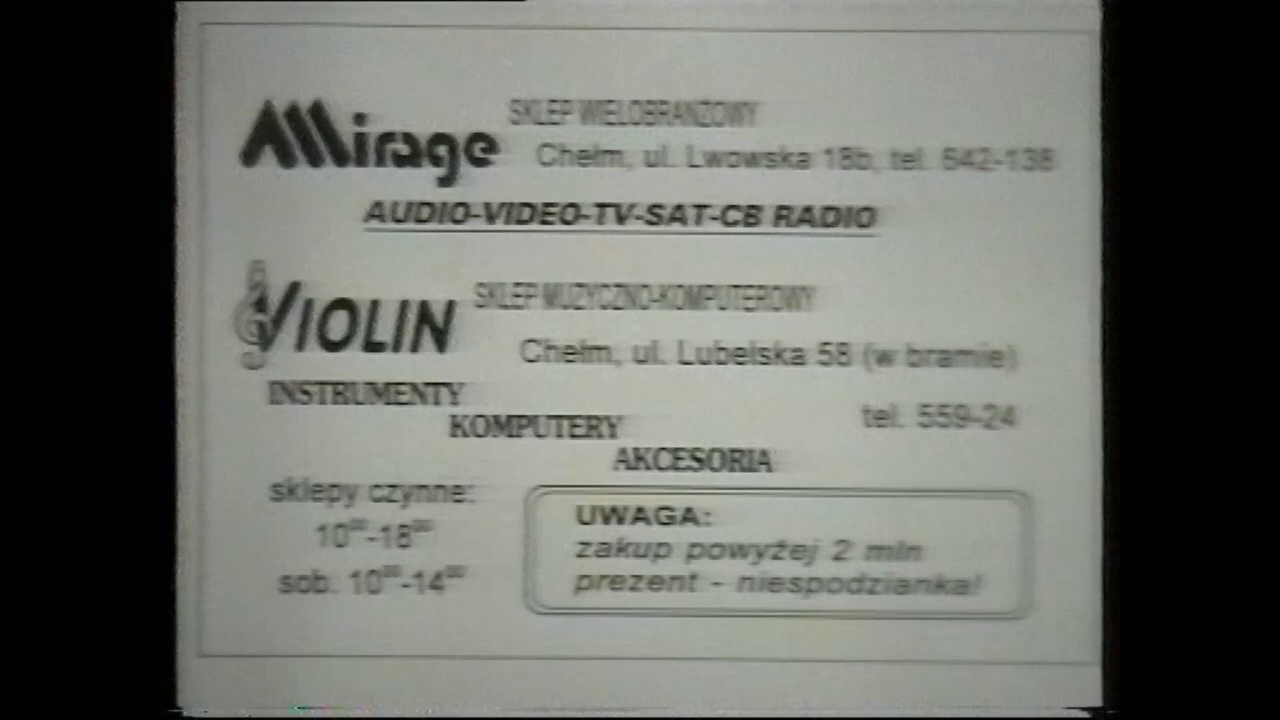 Mirage
SKLEP WIELOBRANŻOWY
Chełm, ul. Lwowska 18b, tel. 642-138
AUDIO-VIDEO-TV-SAT-CB RADIO
VIOLIN
SKLEP MUZYCZNO-KOMPUTEROWY
Chełm, ul. Lubelska 58 (w bramie)
INSTRUMENTY
tel. 559-24
KOMPUTERY
AKCESORIA
sklepy czynne:
10⁰⁰-18⁰⁰
sob. 10⁰⁰-14⁰⁰
UWAGA:
zakup powyżej 2 mln
prezent - niespodzianka!